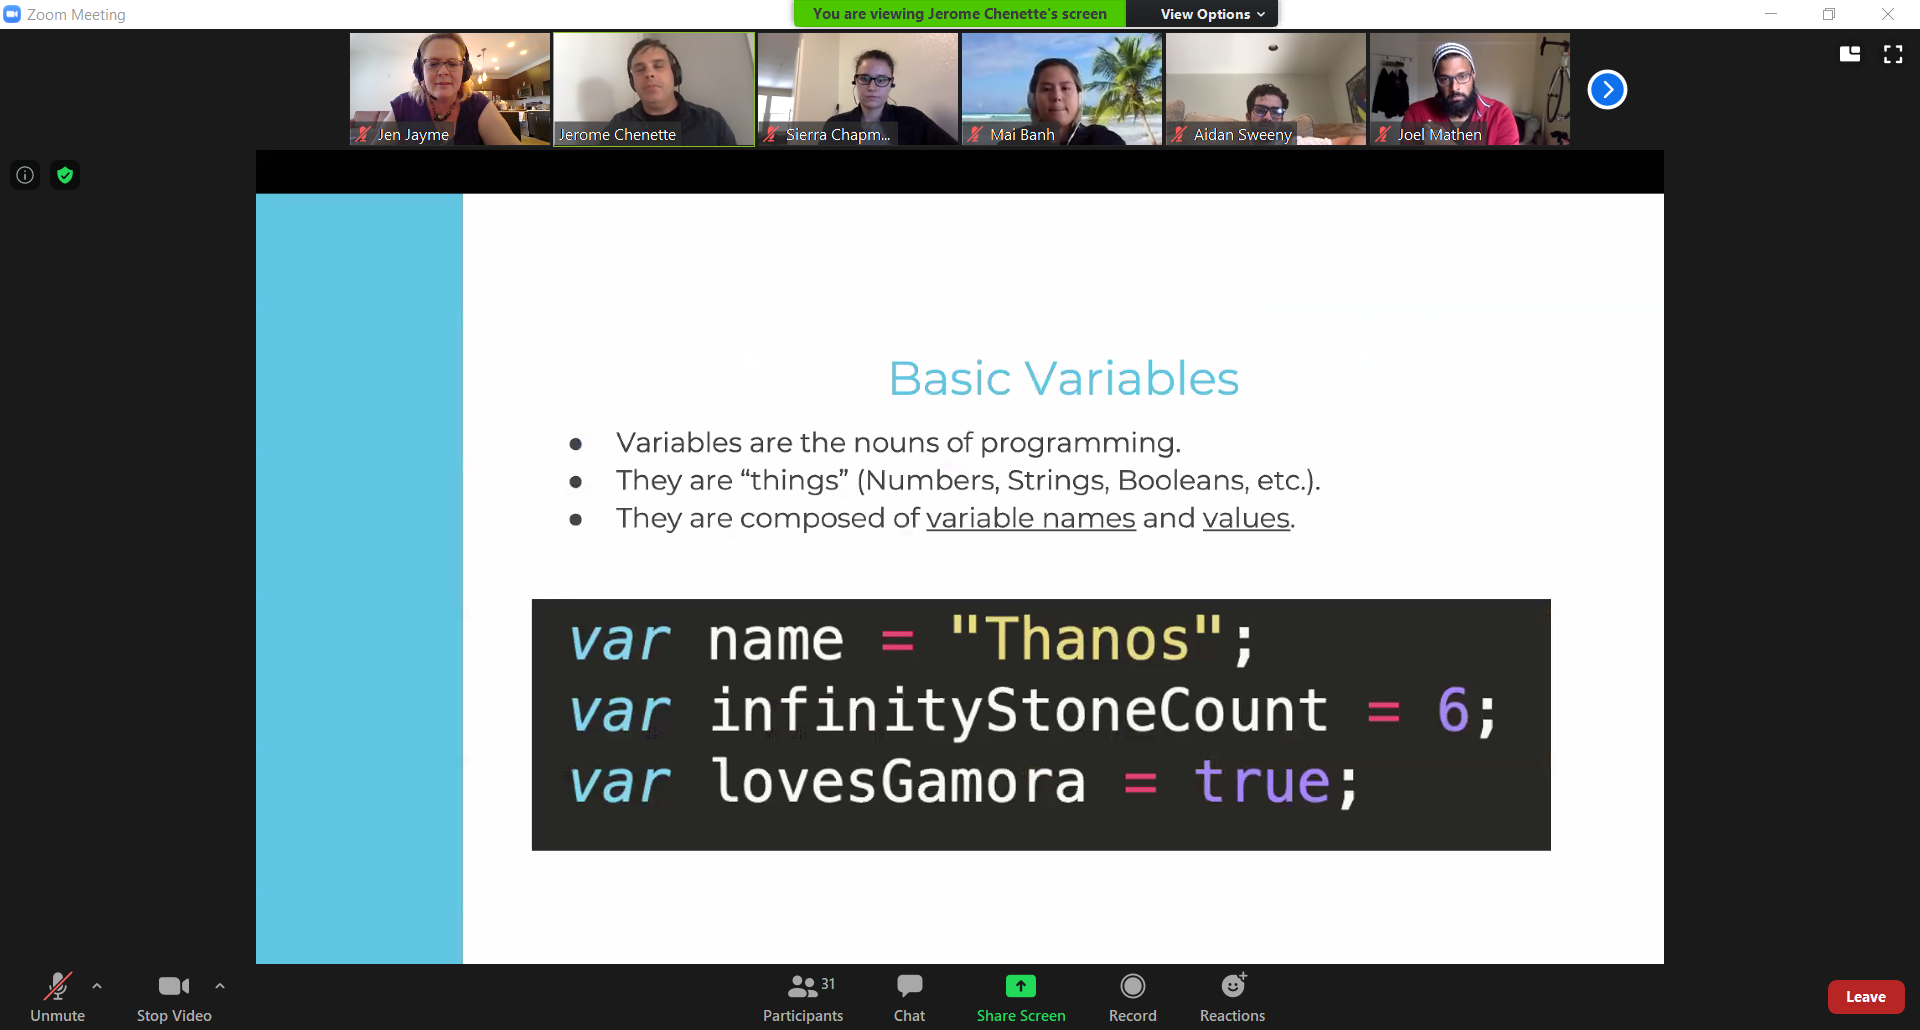 Zoom Meeting
You are viewing Jerome Chenette's screen
View Options
Jen Jayme
Jerome Chenette
Sierra Chapm...
Mai Banh
Aidan Sweeny
Joel Mathen
Basic Variables
● Variables are the nouns of programming.
● They are “things” (Numbers, Strings, Booleans, etc.).
● They are composed of variable names and values.
var name = "Thanos";
var infinityStoneCount = 6;
var lovesGamora = true;
Unmute
Stop Video
31
Participants
Chat
Share Screen
Record
Reactions
Leave